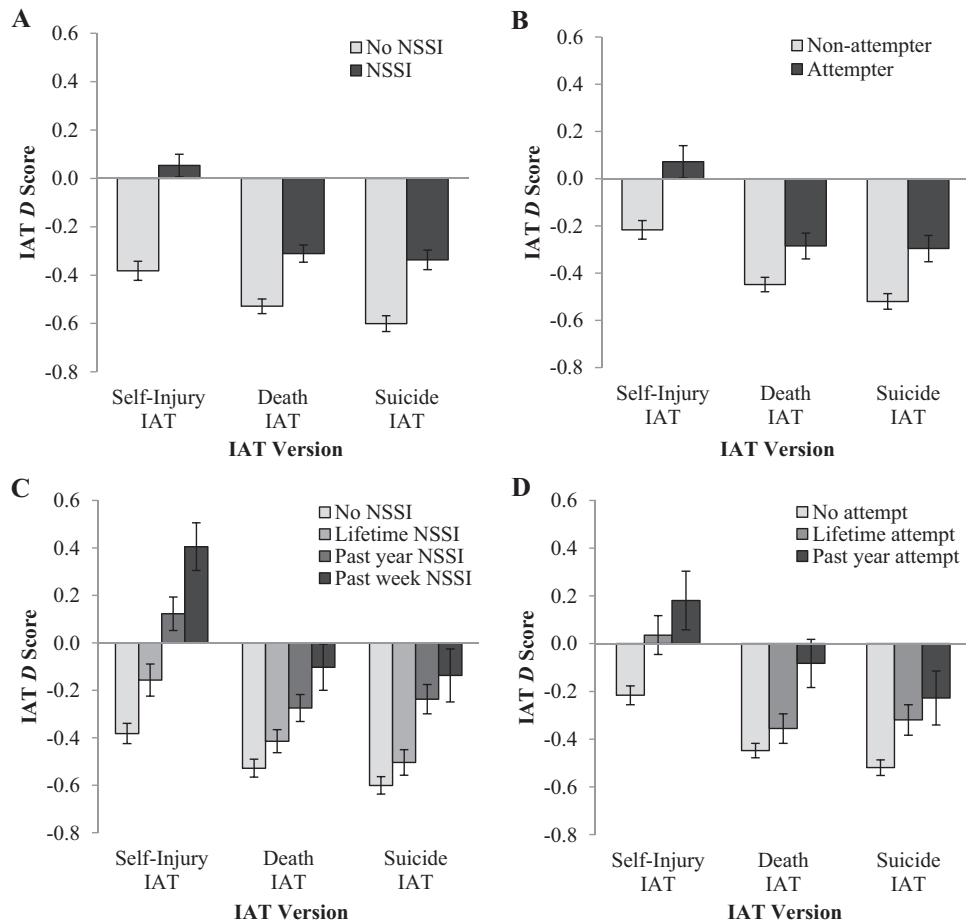 A
0.6
0.4
0.2
0.0
-0.2
-0.4
-0.6
-0.8
IAT D Score
No NSSI
NSSI
Self-Injury
IAT
Death
IAT
Suicide
IAT
IAT Version
B
0.6
0.4
0.2
0.0
-0.2
-0.4
-0.6
-0.8
IAT D Score
Non-attempter
Attempter
Self-Injury
IAT
Death
IAT
Suicide
IAT
IAT Version
C
0.6
0.4
0.2
0.0
-0.2
-0.4
-0.6
-0.8
IAT D Score
No NSSI
Lifetime NSSI
Past year NSSI
Past week NSSI
Self-Injury
IAT
Death
IAT
Suicide
IAT
IAT Version
D
0.6
0.4
0.2
0.0
-0.2
-0.4
-0.6
-0.8
IAT D Score
No attempt
Lifetime attempt
Past year attempt
Self-Injury
IAT
Death
IAT
Suicide
IAT
IAT Version